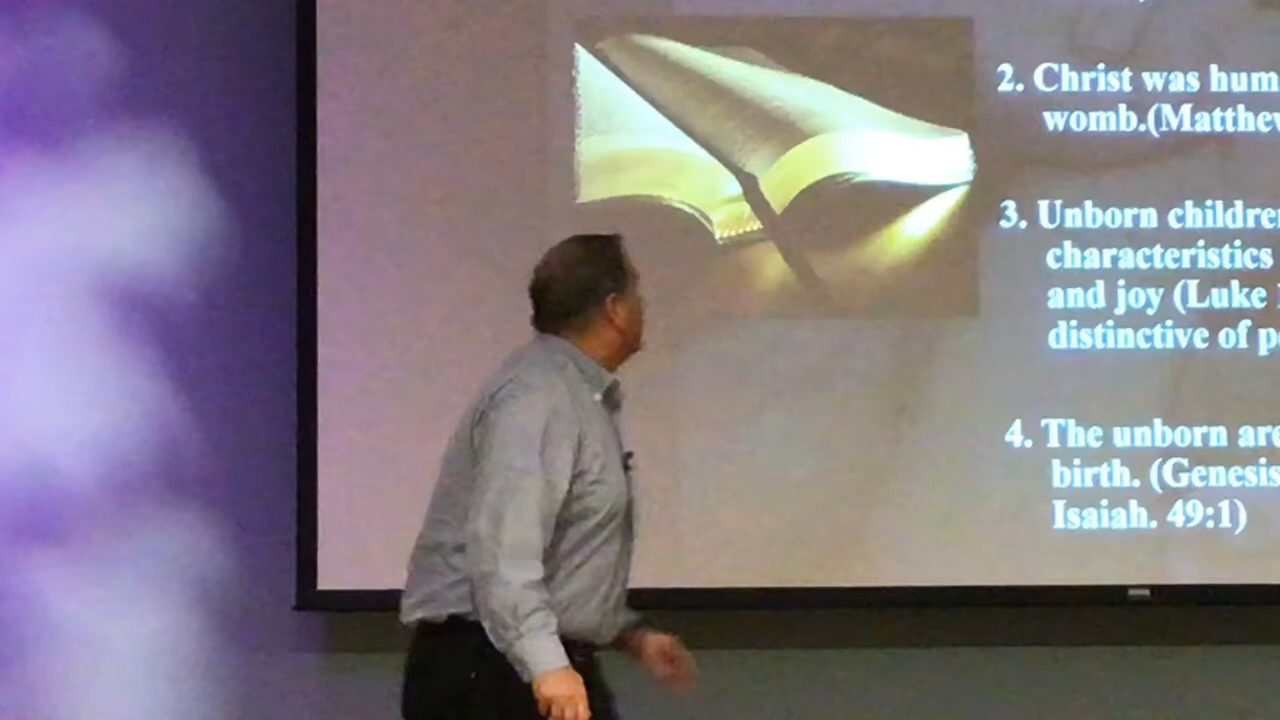 2. Christ was hum
womb.(Matthew
3. Unborn childre
characteristics
and joy (Luke
distinctive of p
4. The unborn are
birth. (Genesis
Isaiah. 49:1)